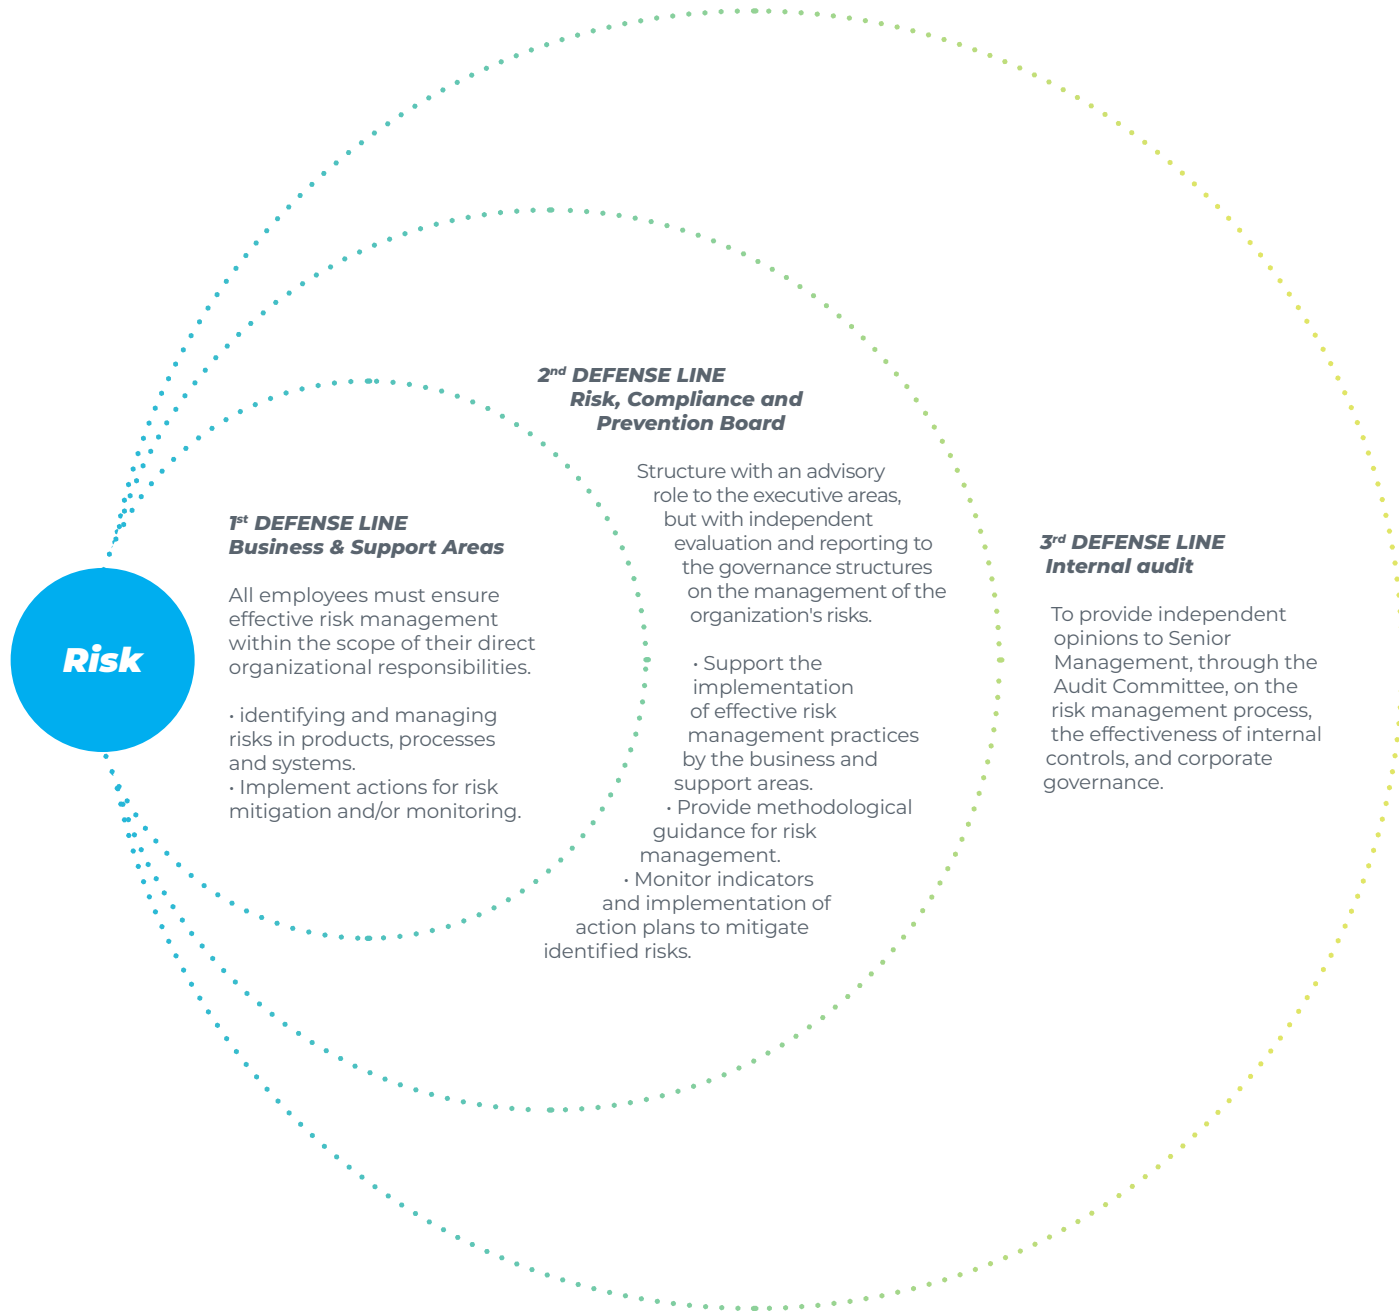 Risk
1st DEFENSE LINE
Business & Support Areas
All employees must ensure
effective risk management
within the scope of their direct
organizational responsibilities.
· identifying and managing
risks in products, processes
and systems.
· Implement actions for risk
mitigation and/or monitoring.
2nd DEFENSE LINE
Risk, Compliance and
Prevention Board
Structure with an advisory
role to the executive areas,
but with independent
evaluation and reporting to
the governance structures
on the management of the
organization's risks.
· Support the
implementation
of effective risk
management practices
by the business and
support areas.
· Provide methodological
guidance for risk
management.
· Monitor indicators
and implementation of
action plans to mitigate
identified risks.
3rd DEFENSE LINE
Internal audit
To provide independent
opinions to Senior
Management, through the
Audit Committee, on the
risk management process,
the effectiveness of internal
controls, and corporate
governance.